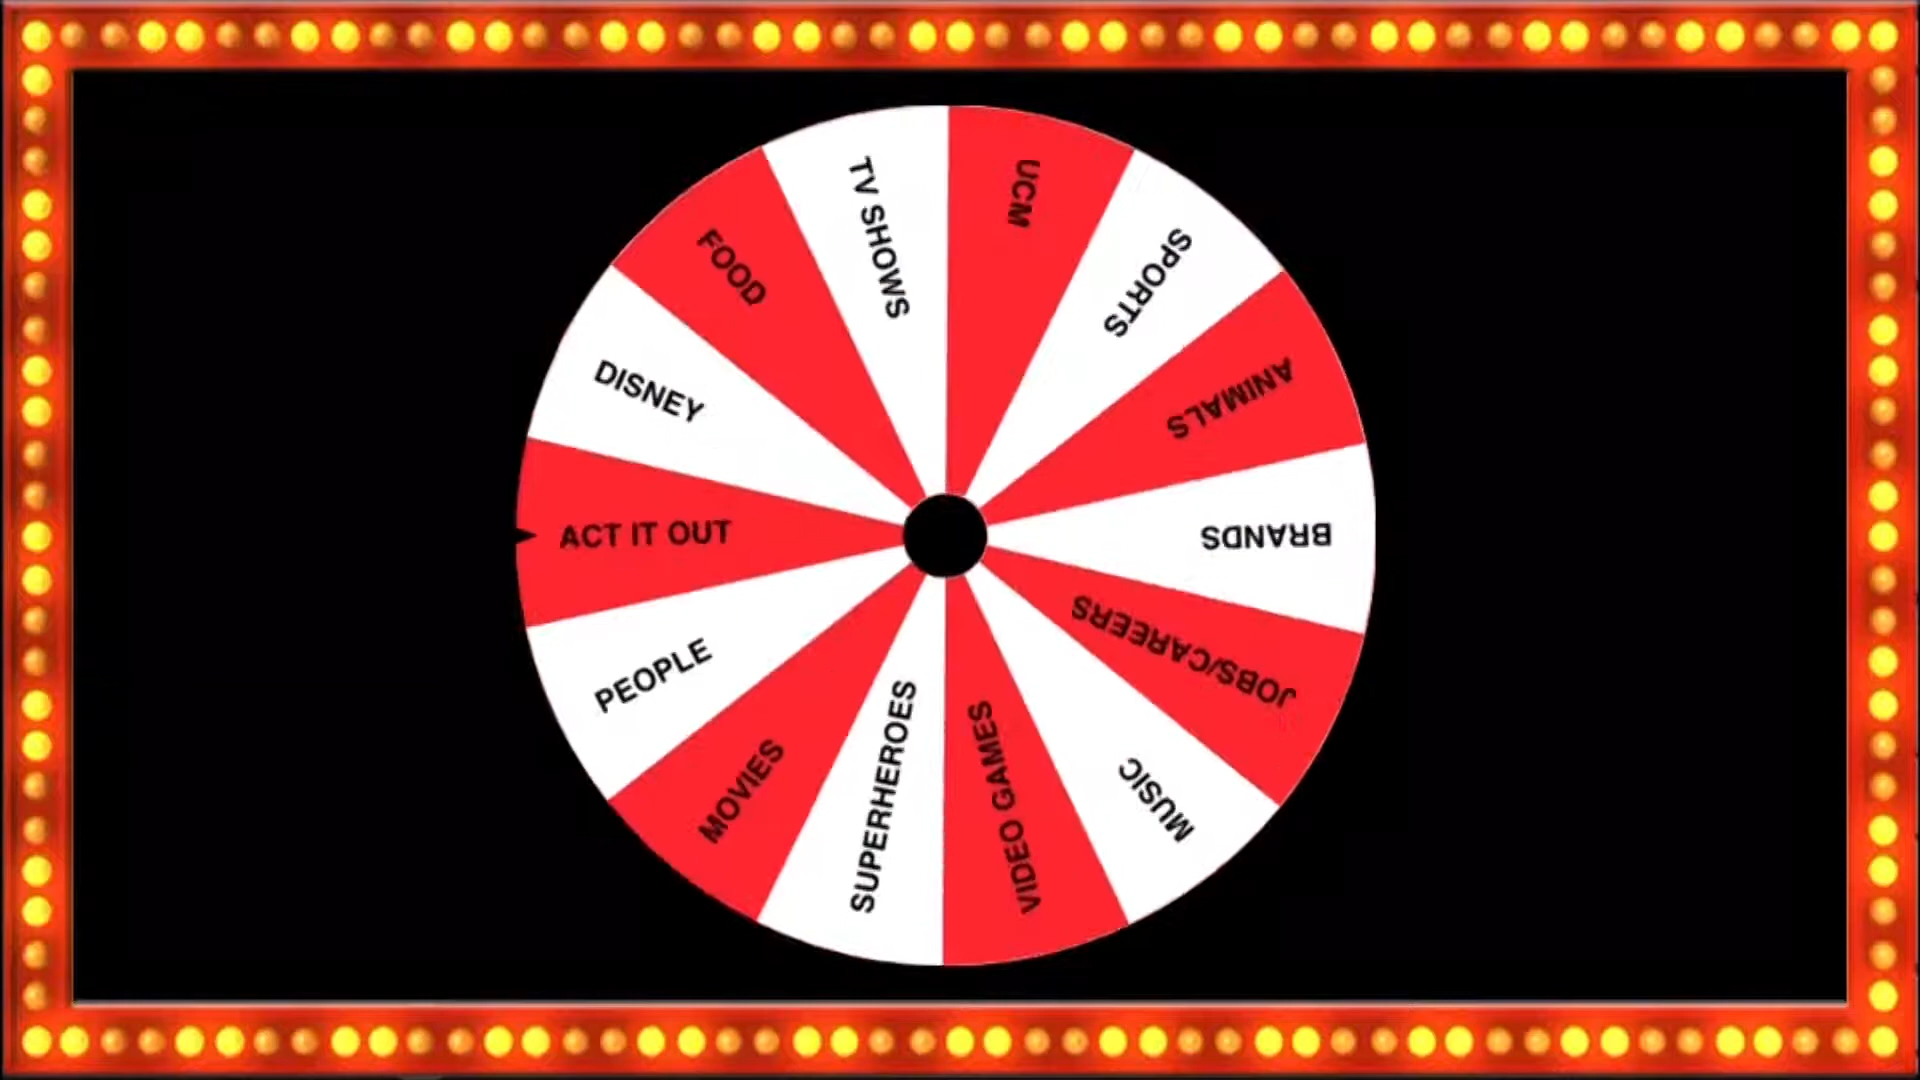 TV SHOWS
UCM
SPORTS
ANIMALS
BRANDS
JOBS/CAREERS
MUSIC
VIDEO GAMES
SUPERHEROES
MOVIES
PEOPLE
ACT IT OUT
DISNEY
FOOD